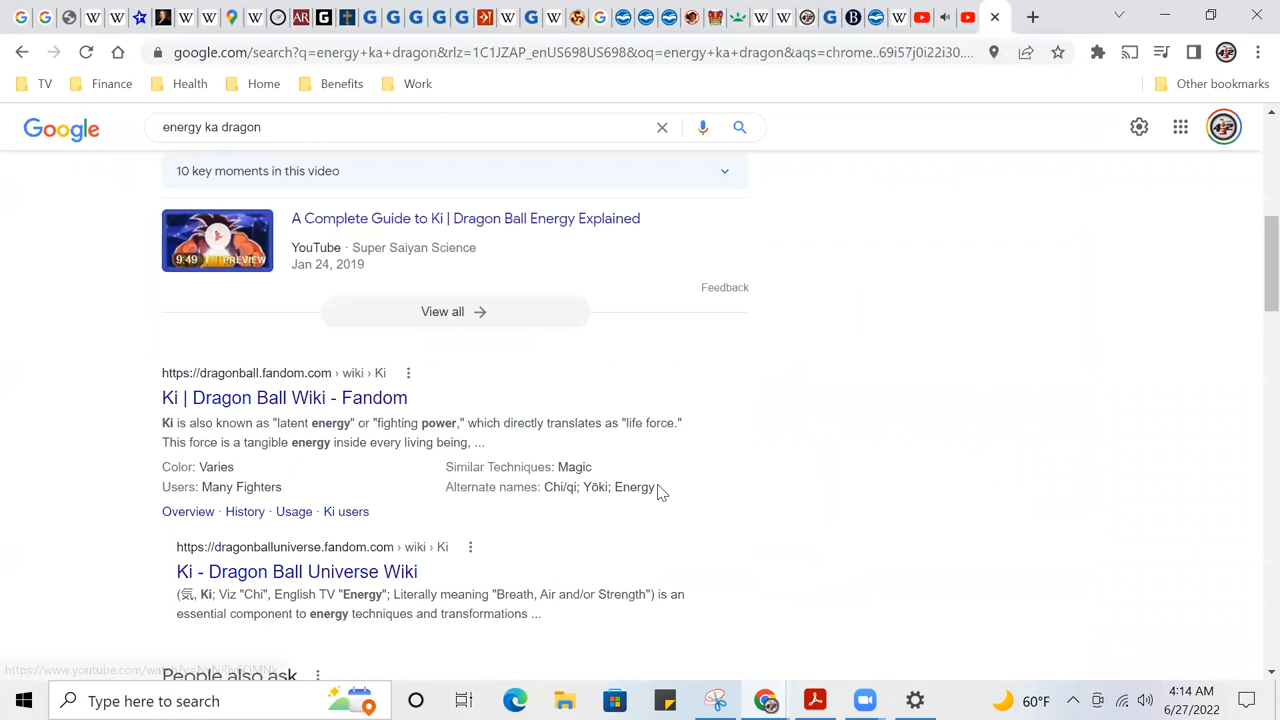 google.com/search?q=energy+ka+dragon&rlz=1C1JZAP_enUS698US698&oq=energy+ka+dragon&aqs=chrome..69i57j0i22i30....
TV Finance Health Home Benefits Work Other bookmarks
Google energy ka dragon
10 key moments in this video
A Complete Guide to Ki | Dragon Ball Energy Explained
YouTube · Super Saiyan Science
9:49 PREVIEW
Jan 24, 2019
Feedback
View all
https://dragonball.fandom.com › wiki › Ki
Ki | Dragon Ball Wiki - Fandom
Ki is also known as "latent energy" or "fighting power," which directly translates as "life force."
This force is a tangible energy inside every living being, ...
Color: Varies Similar Techniques: Magic
Users: Many Fighters Alternate names: Chi/qi; Yōki; Energy
Overview · History · Usage · Ki users
https://dragonballuniverse.fandom.com › wiki › Ki
Ki - Dragon Ball Universe Wiki
(気, Ki; Viz "Chi", English TV "Energy"; Literally meaning "Breath, Air and/or Strength") is an
essential component to energy techniques and transformations ...
People also ask
Type here to search
60°F
4:14 AM
6/27/2022